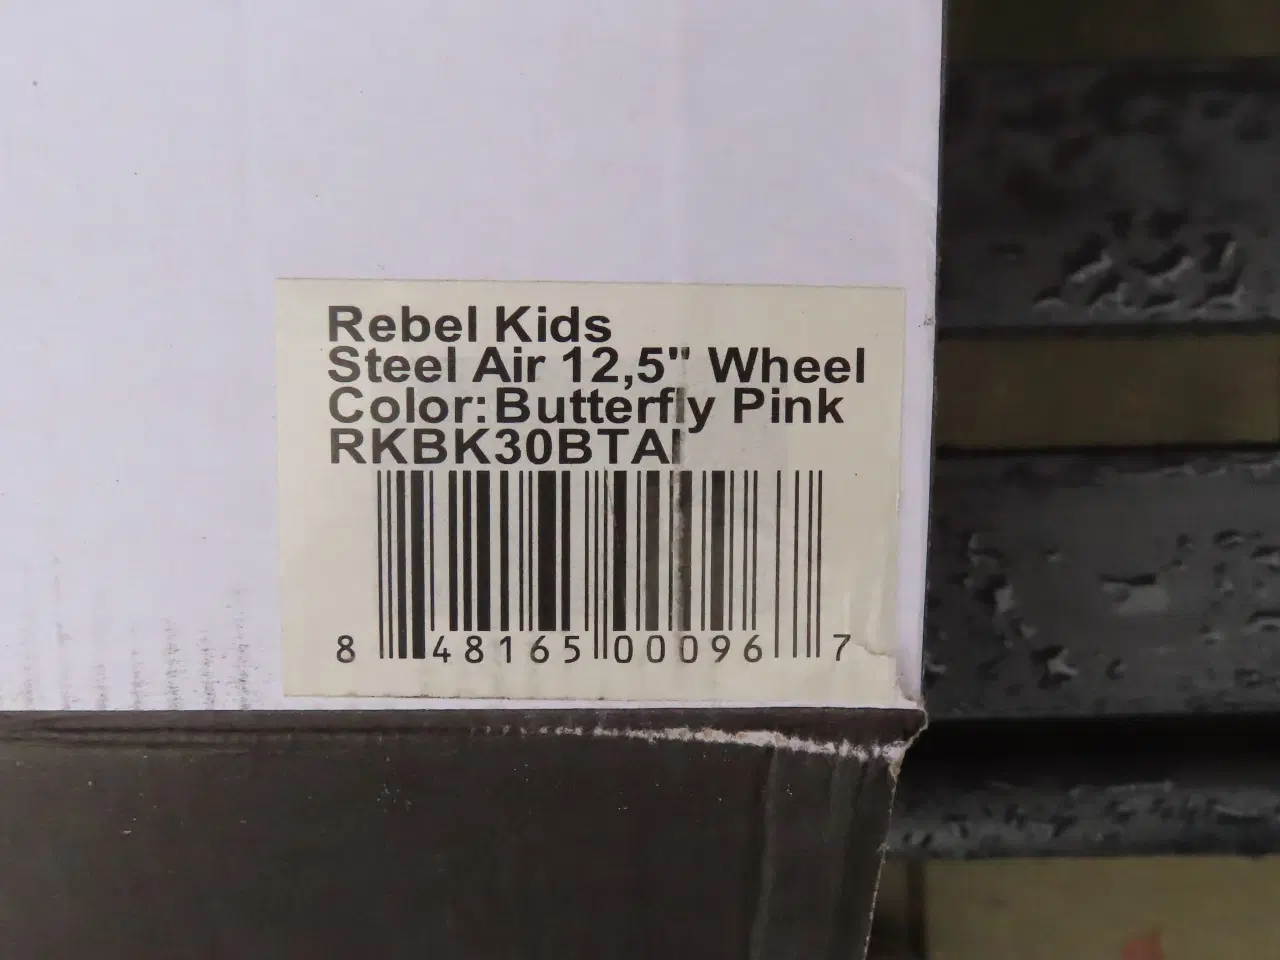 Rebel Kids
Steel Air 12,5" Wheel
Color:Butterfly Pink
RKBK30BTAI
8 48165 00096 7